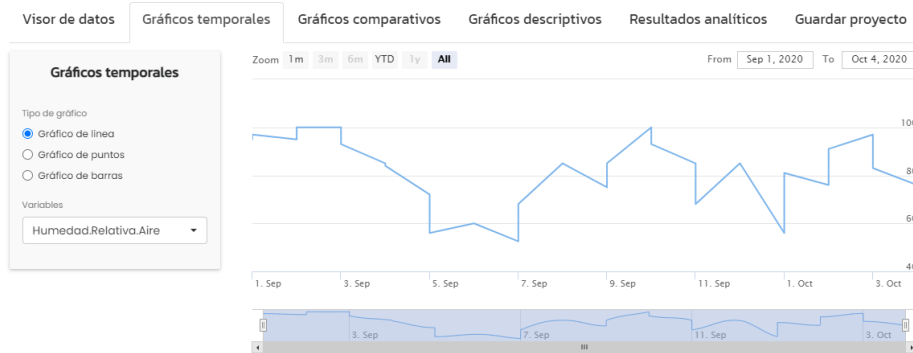 Visor de datos Gráficos temporales Gráficos comparativos Gráficos descriptivos Resultados analíticos Guardar proyecto
Gráficos temporales
Tipo de gráfico
Gráfico de línea
Gráfico de puntos
Gráfico de barras
Variables
Humedad.Relativa.Aire
Zoom 1m 3m 6m YTD 1y All From Sep 1, 2020 To Oct 4, 2020
100
80
60
40
1. Sep 3. Sep 5. Sep 7. Sep 9. Sep 11. Sep 1. Oct 3. Oct
3. Sep 7. Sep 11. Sep 3. Oct